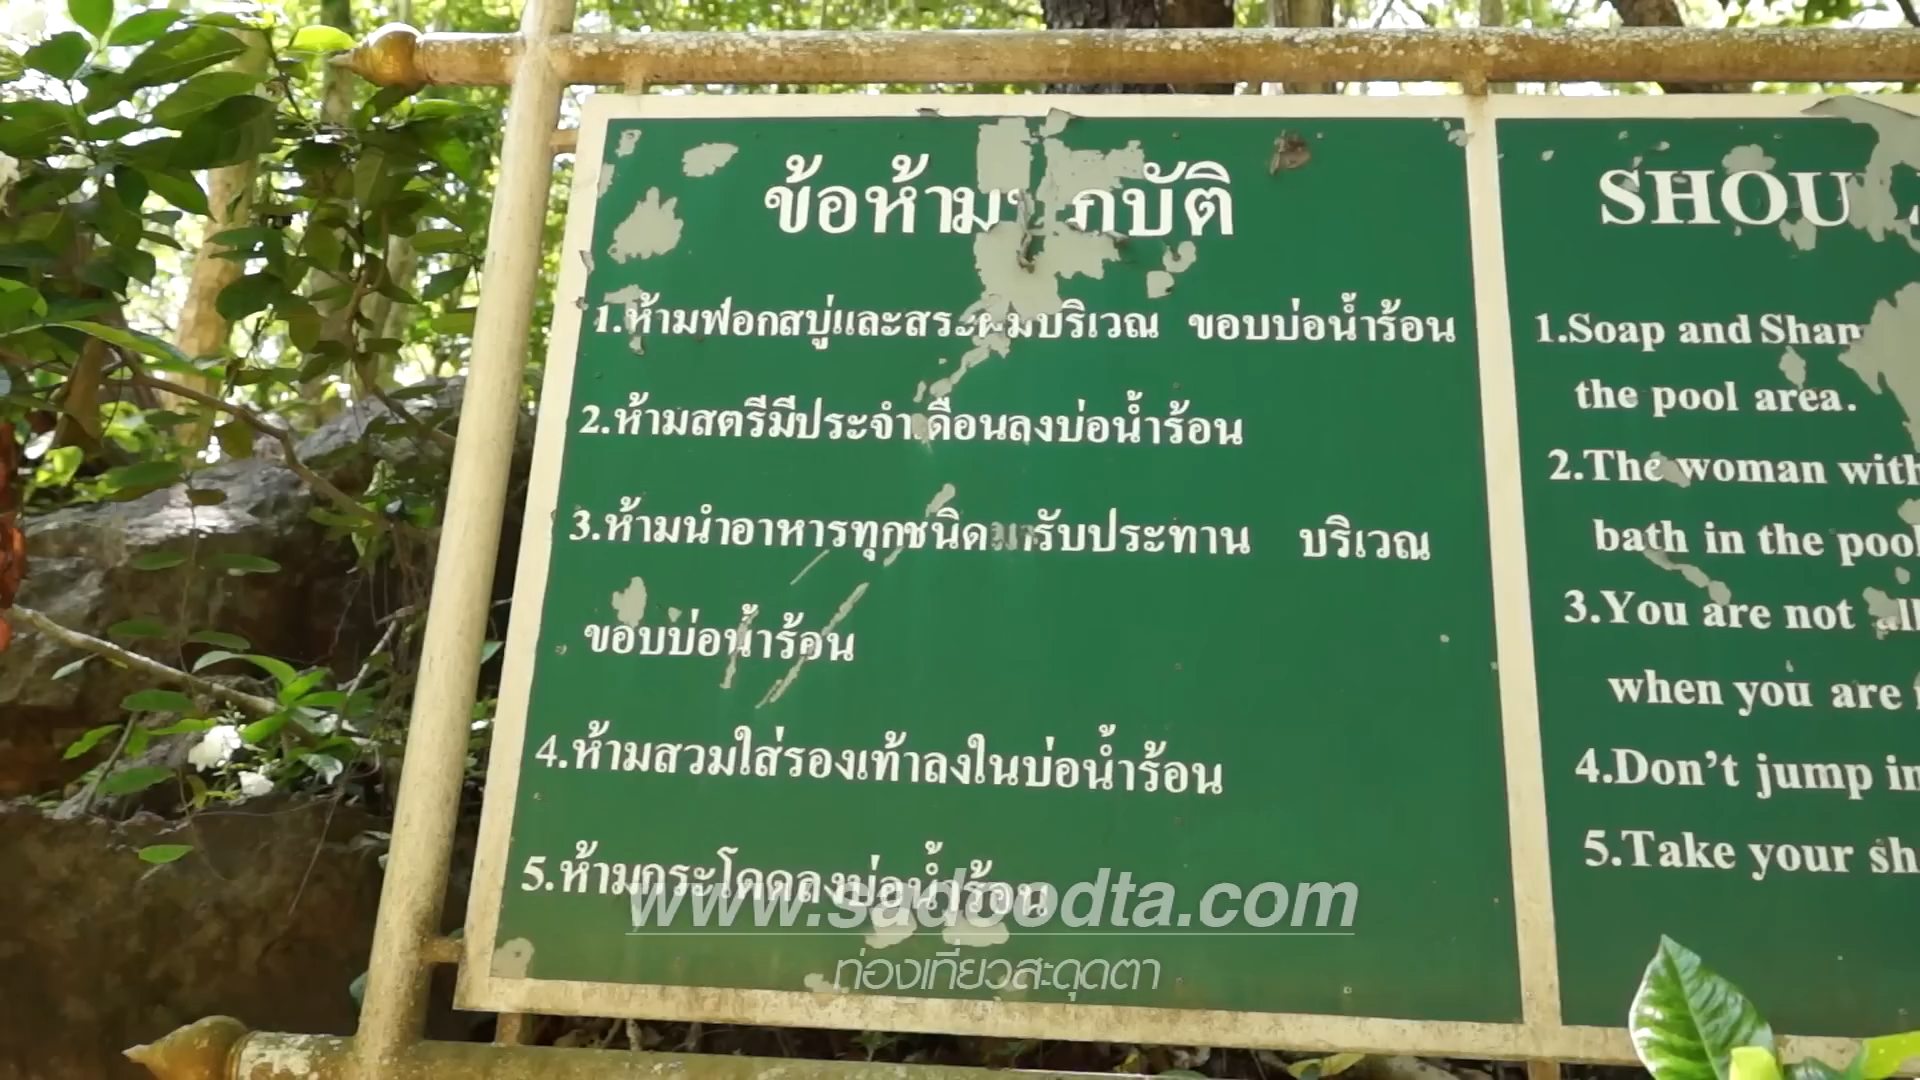 ข้อห้าม
1.ห้ามฟอกสบู่และสระผมบริเวณ ขอบบ่อน้ำร้อน
2.ห้ามสตรีมีประจำเดือนลงบ่อน้ำร้อน
3.ห้ามนำอาหารทุกชนิดมารับประทาน บริเวณ
ขอบบ่อน้ำร้อน
4.ห้ามสวมใส่รองเท้าลงในบ่อน้ำร้อน
5.ห้ามกระโดดลงบ่อน้ำร้อน
SHOU
1.Soap and Sham
the pool area.
2.The woman with
bath in the pool
3.You are not all
when you are
4.Don't jump in
5.Take your sh
www.sadoodta.com
ท่องเที่ยวสะดุดตา